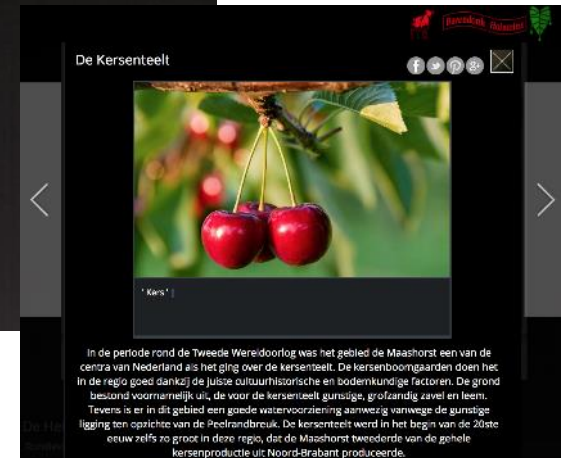 De Kersenteelt
' Kers ' |
In de periode rond de Tweede Wereldoorlog was het gebied de Maashorst een van de
centra van Nederland als het ging over de kersenteelt. De kersenboomgaarden doen het
in de regio goed dankzij de juiste cultuurhistorische en bodemkundige factoren. De grond
bestond voornamelijk uit, de voor de kersenteelt gunstige, grofzandig zavel en leem.
Tevens is er in dit gebied een goede watervoorziening aanwezig vanwege de gunstige
ligging ten opzichte van de Peelrandbreuk. De kersenteelt werd in het begin van de 20ste
eeuw zelfs zo groot in deze regio, dat de Maashorst tweederde van de gehele
kersenproductie uit Noord-Brabant produceerde.